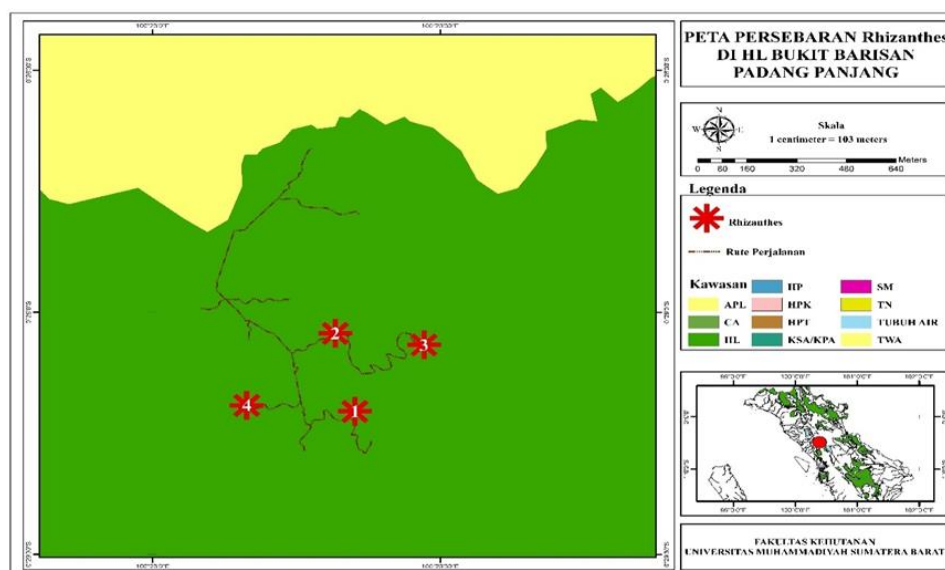 PETA PERSEBARAN Rhizanthes
DI HL BUKIT BARISAN
PADANG PANJANG
N
W E
S
Skala
1 centimeter = 103 meters
Meters
0 80 160 320 480 640
Legenda
Rhizanthes
Rute Perjalanan
Kawasan
APL
CA
HL
HP
HPK
HPT
KSA/KPA
SM
TN
TUBUH AIR
TWA
2
3
4
1
FAKULTAS KEHUTANAN
UNIVERSITAS MUHAMMADIYAH SUMATERA BARAT